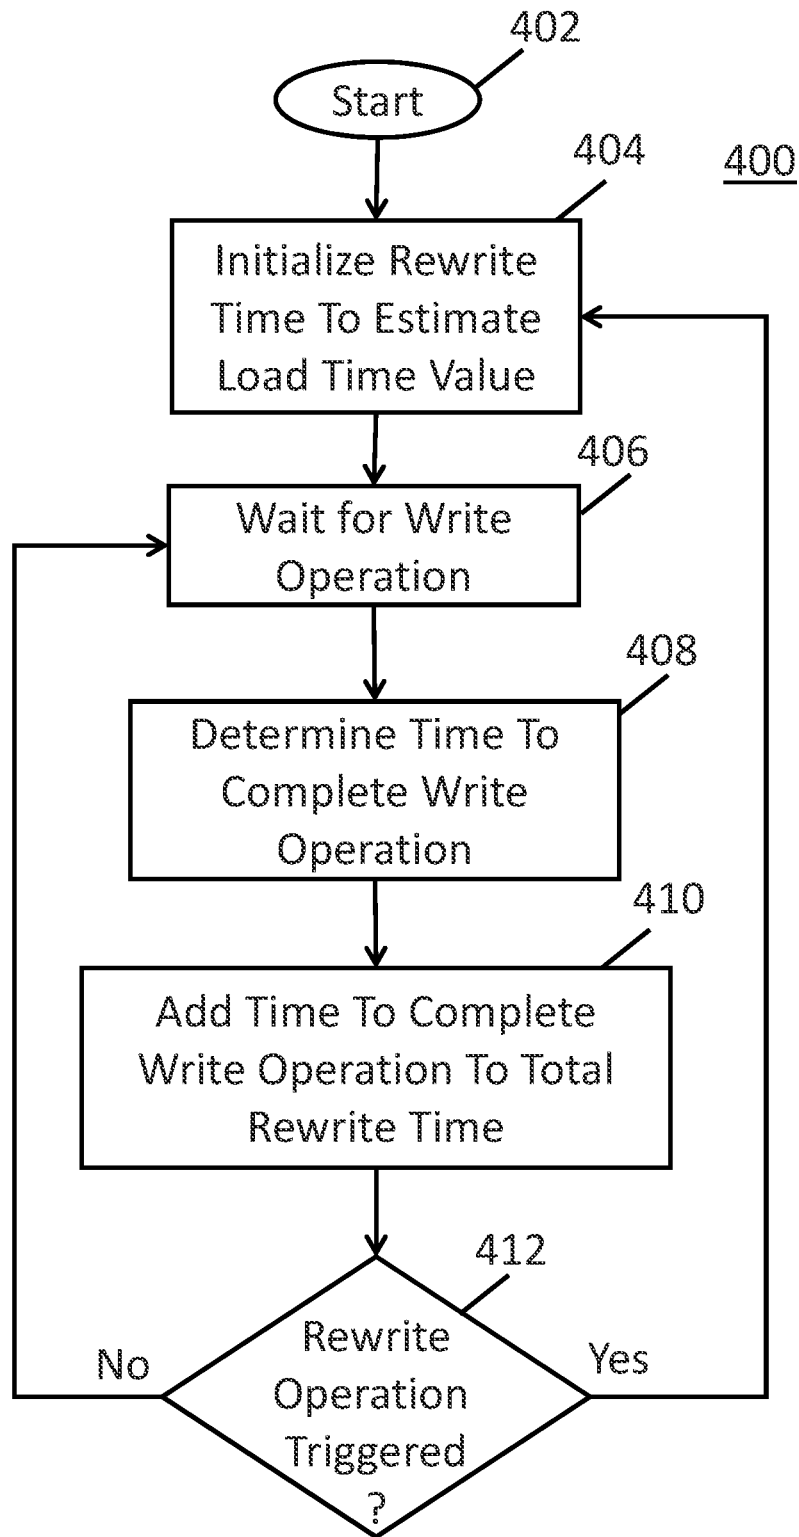 402
Start
404
400
Initialize Rewrite
Time To Estimate
Load Time Value
406
Wait for Write
Operation
408
Determine Time To
Complete Write
Operation
410
Add Time To Complete
Write Operation To Total
Rewrite Time
412
No
Rewrite
Operation
Triggered
?
Yes